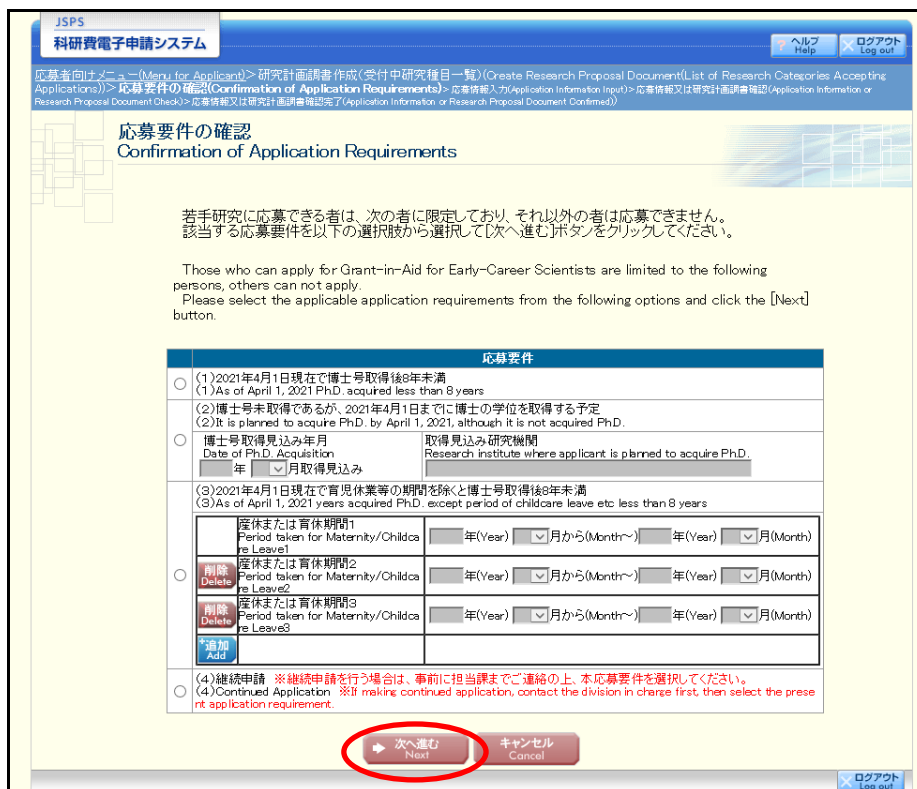 JSPS
科研費電子申請システム
? ヘルプ
Help
ログアウト
Log out
応募者向けメニュー(Menu for Applicant)>研究計画調書作成(受付中研究種目一覧)(Create Research Proposal Document(List of Research Categories Accepting
Applications))>応募要件の確認(Confirmation of Application Requirements)>応募情報入力(Application Information Input)>応募情報又は研究計画調書確認(Application Information or
Research Proposal Document Check)>応募情報又は研究計画調書確認完了(Application Information or Research Proposal Document Confirmed))
応募要件の確認
Confirmation of Application Requirements
若手研究に応募できる者は、次の者に限定しており、それ以外の者は応募できません。
該当する応募要件を以下の選択肢から選択して[次へ進む]ボタンをクリックしてください。
Those who can apply for Grant-in-Aid for Early-Career Scientists are limited to the following
persons, others can not apply.
Please select the applicable application requirements from the following options and click the [Next]
button.
応募要件
(1)2021年4月1日現在で博士号取得後8年未満
(1)As of April 1, 2021 Ph.D. acquired less than 8 years
(2)博士号未取得であるが、2021年4月1日までに博士の学位を取得する予定
(2)It is planned to acquire PhD. by April 1, 2021, although it is not acquired PhD.
博士号取得見込み年月
Date of Ph.D. Acquisition
年 月取得見込み
取得見込み研究機関
Research institute where applicant is planned to acquire Ph.D.
(3)2021年4月1日現在で育児休業等の期間を除くと博士号取得後8年未満
(3)As of April 1, 2021 years acquired PhD. except period of childcare leave etc less than 8 years
産休または育休期間1
Period taken for Maternity/Childca
re Leave1
年(Year) 月から(Month～) 年(Year) 月(Month)
削除
Delete
産休または育休期間2
Period taken for Maternity/Childca
re Leave2
年(Year) 月から(Month～) 年(Year) 月(Month)
削除
Delete
産休または育休期間3
Period taken for Maternity/Childca
re Leave3
年(Year) 月から(Month～) 年(Year) 月(Month)
+追加
Add
(4)継続申請 ※継続申請を行う場合は、事前に担当課までご連絡の上、本応募要件を選択してください。
(4)Continued Application ※If making continued application, contact the division in charge first, then select the prese
nt application requirement.
次へ進む
Next
キャンセル
Cancel
ログアウト
Log out